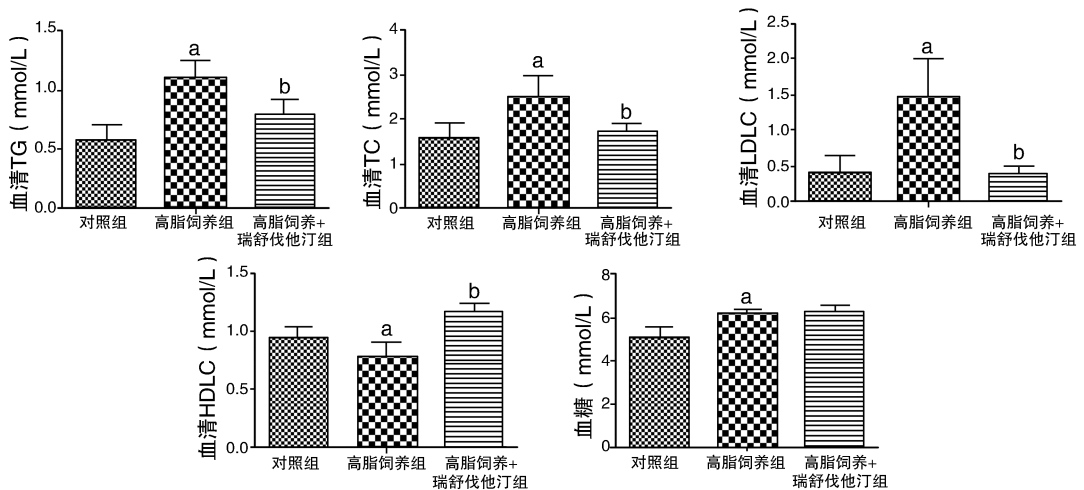 血清TG（mmol/L）
1.5
1.0
0.5
0.0
a
b
对照组
高脂饲养组
高脂饲养+
瑞舒伐他汀组
血清TC（mmol/L）
4
3
2
1
0
a
b
对照组
高脂饲养组
高脂饲养+
瑞舒伐他汀组
血清LDLC（mmol/L）
2.5
2.0
1.5
1.0
0.5
0.0
a
b
对照组
高脂饲养组
高脂饲养+
瑞舒伐他汀组
血清HDLC（mmol/L）
1.5
1.0
0.5
0.0
a
b
对照组
高脂饲养组
高脂饲养+
瑞舒伐他汀组
血糖（mmol/L）
8
6
4
2
0
a
对照组
高脂饲养组
高脂饲养+
瑞舒伐他汀组